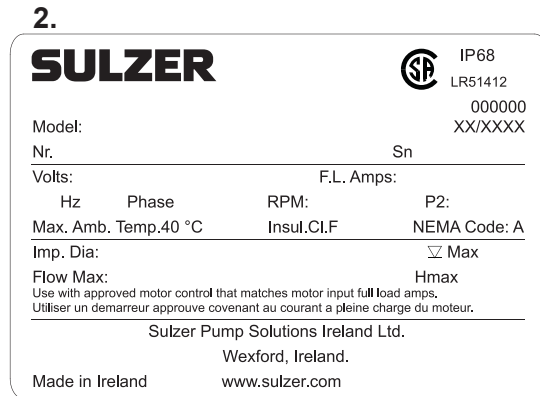 2.
SULZER
SA
IP68
LR51412
000000
Model: XX/XXXX
Nr. Sn
Volts: F.L. Amps:
Hz Phase RPM: P2:
Max. Amb. Temp.40 °C Insul.Cl.F NEMA Code: A
Imp. Dia: Max
Flow Max: Hmax
Use with approved motor control that matches motor input full load amps.
Utiliser un demarreur approuve covenant au courant a pleine charge du moteur.
Sulzer Pump Solutions Ireland Ltd.
Wexford, Ireland.
Made in Ireland www.sulzer.com